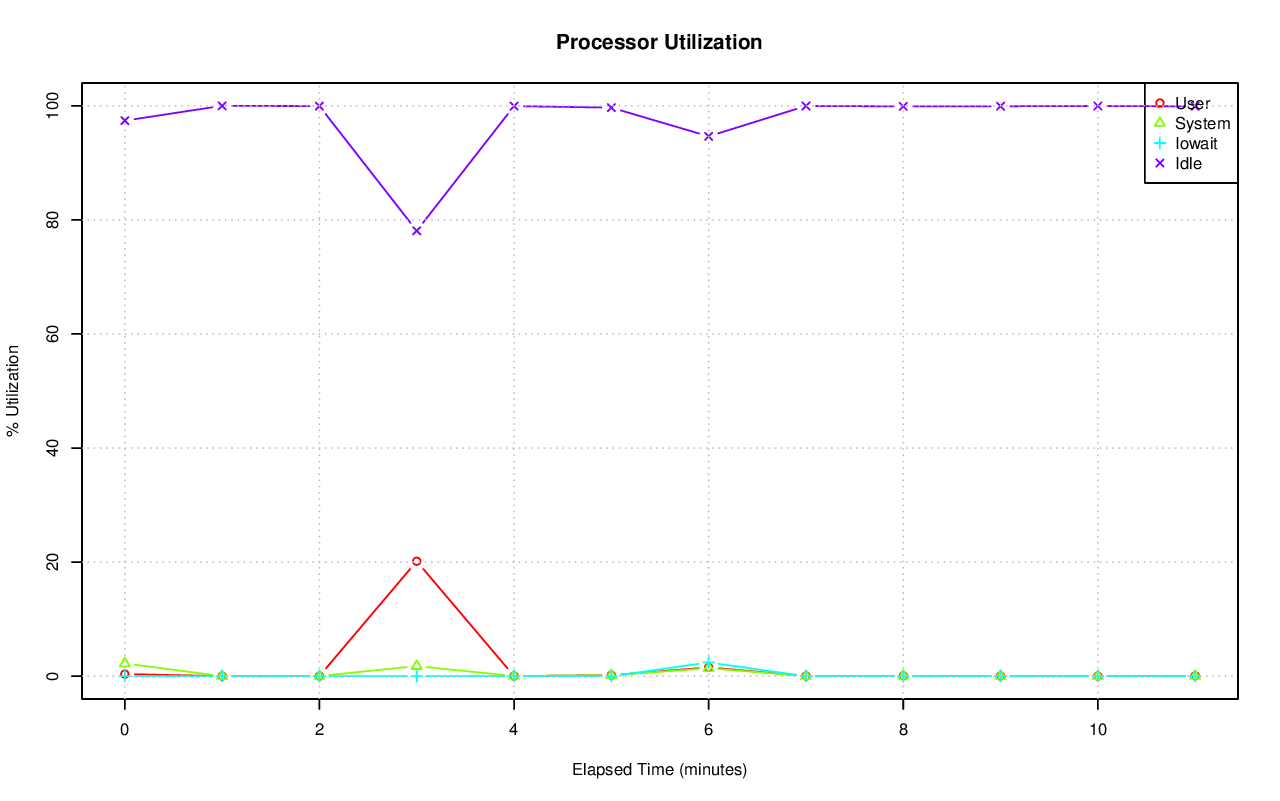 Processor Utilization
100
80
60
40
20
0
% Utilization
User
System
Iowait
Idle
0 2 4 6 8 10
Elapsed Time (minutes)